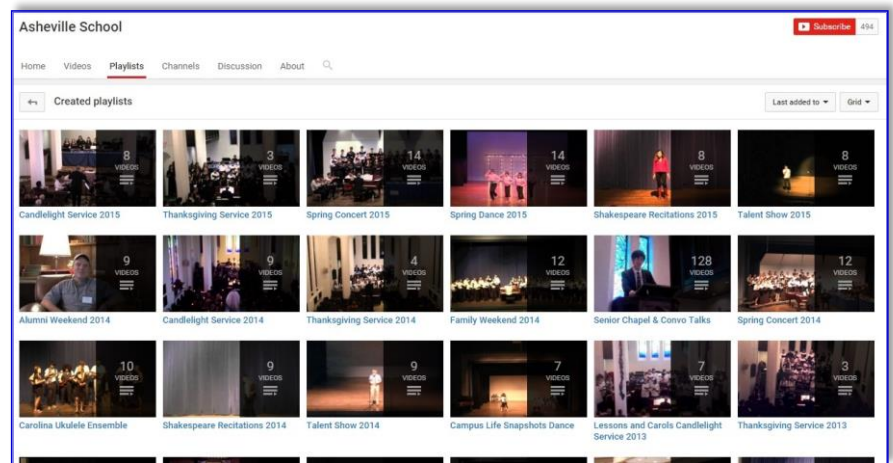 Asheville School
Subscribe 494
Home Videos Playlists Channels Discussion About
Created playlists
Last added to Grid
8 VIDEOS
Candlelight Service 2015
3 VIDEOS
Thanksgiving Service 2015
14 VIDEOS
Spring Concert 2015
14 VIDEOS
Spring Dance 2015
8 VIDEOS
Shakespeare Recitations 2015
8 VIDEOS
Talent Show 2015
9 VIDEOS
Alumni Weekend 2014
9 VIDEOS
Candlelight Service 2014
4 VIDEOS
Thanksgiving Service 2014
12 VIDEOS
Family Weekend 2014
128 VIDEOS
Senior Chapel & Convo Talks
12 VIDEOS
Spring Concert 2014
10 VIDEOS
Carolina Ukulele Ensemble
9 VIDEOS
Shakespeare Recitations 2014
9 VIDEOS
Talent Show 2014
7 VIDEOS
Campus Life Snapshots Dance
7 VIDEOS
Lessons and Carols Candlelight
Service 2013
3 VIDEOS
Thanksgiving Service 2013